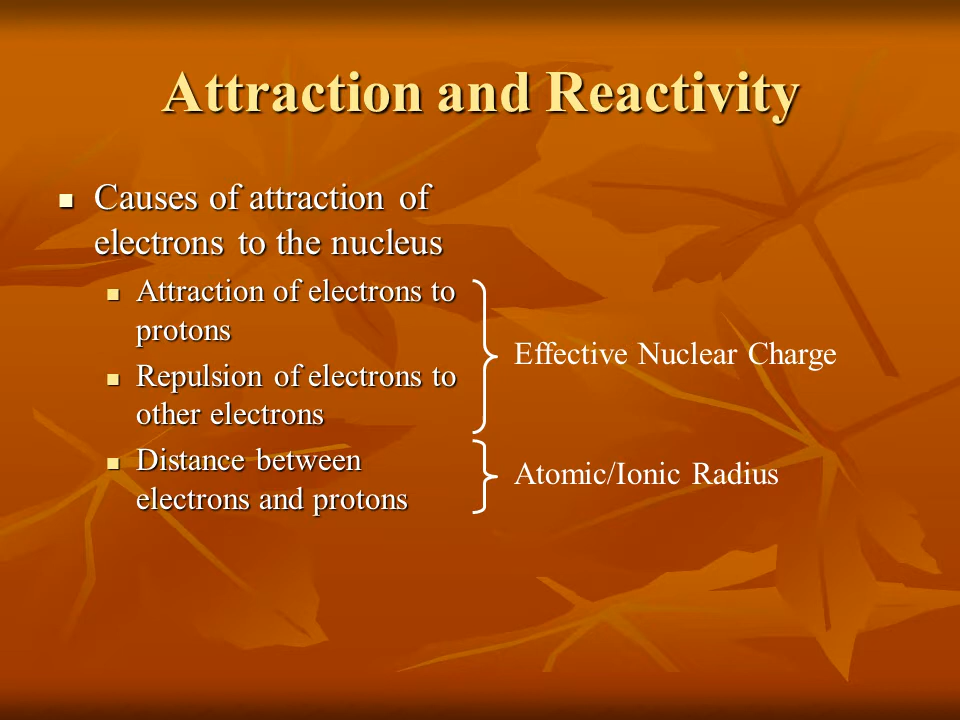 Attraction and Reactivity
Causes of attraction of
electrons to the nucleus
Attraction of electrons to
protons
Repulsion of electrons to
other electrons
Distance between
electrons and protons
Effective Nuclear Charge
Atomic/Ionic Radius